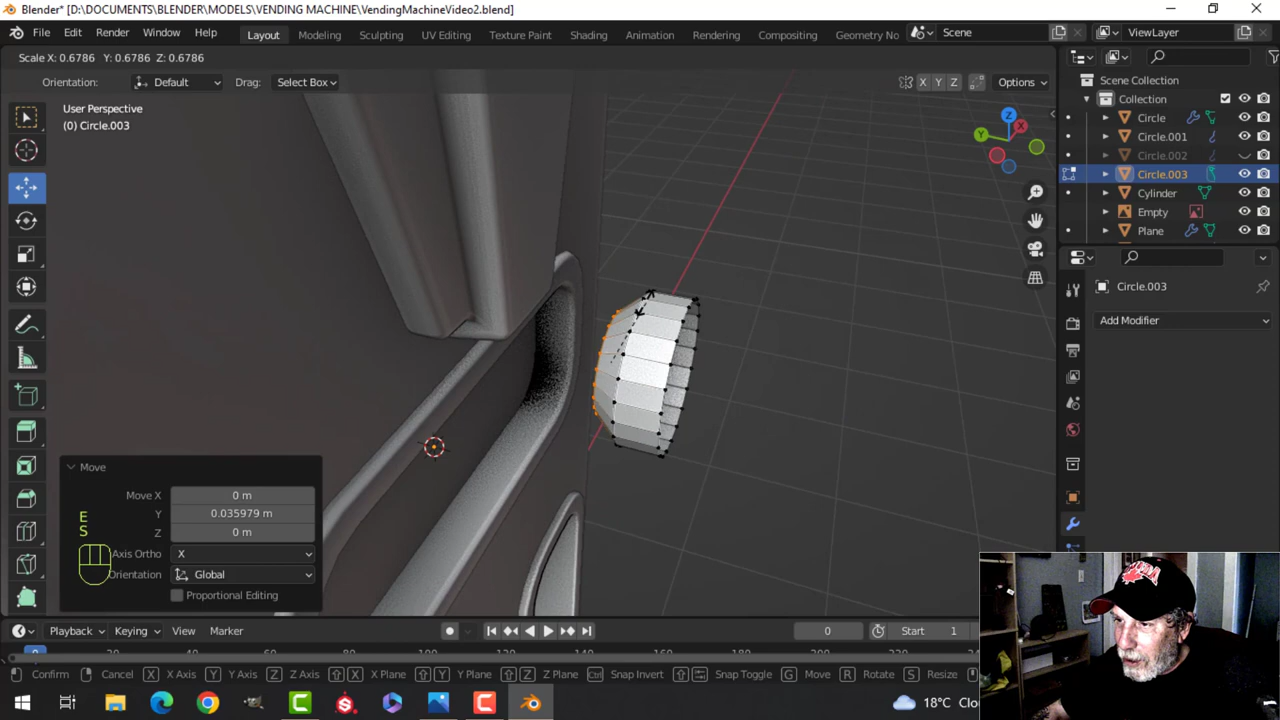 Blender* [D:\DOCUMENTS\BLENDER\MODELS\VENDING MACHINE\VendingMachineVideo2.blend]
File Edit Render Window Help Layout Modeling Sculpting UV Editing Texture Paint Shading Animation Rendering Compositing Geometry No Scene ViewLayer
Scale X: 0.6786 Y: 0.6786 Z: 0.6786
Orientation: Default Drag: Select Box X Y Z Options
Scene Collection
Collection
User Perspective
(0) Circle.003
Circle
Circle.001
Circle.002
Circle.003
Cylinder
Empty
Plane
Circle.003
Add Modifier
Move
Move X 0 m
Y 0.035979 m
Z 0 m
Axis Ortho X
Orientation Global
Proportional Editing
E
S
Playback Keying View Marker 0 Start 1
Confirm Cancel X X Axis Y Y Axis Z Z Axis X X Plane Y Y Plane Z Z Plane Ctrl Snap Invert Snap Toggle G Move R Rotate S Resize
18°C Clo